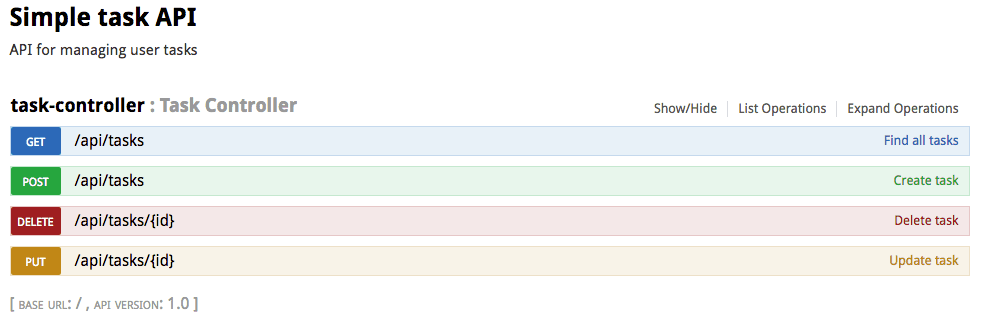 Simple task API
API for managing user tasks
task-controller : Task Controller Show/Hide List Operations Expand Operations
GET /api/tasks Find all tasks
POST /api/tasks Create task
DELETE /api/tasks/{id} Delete task
PUT /api/tasks/{id} Update task
[ BASE URL: / , API VERSION: 1.0 ]